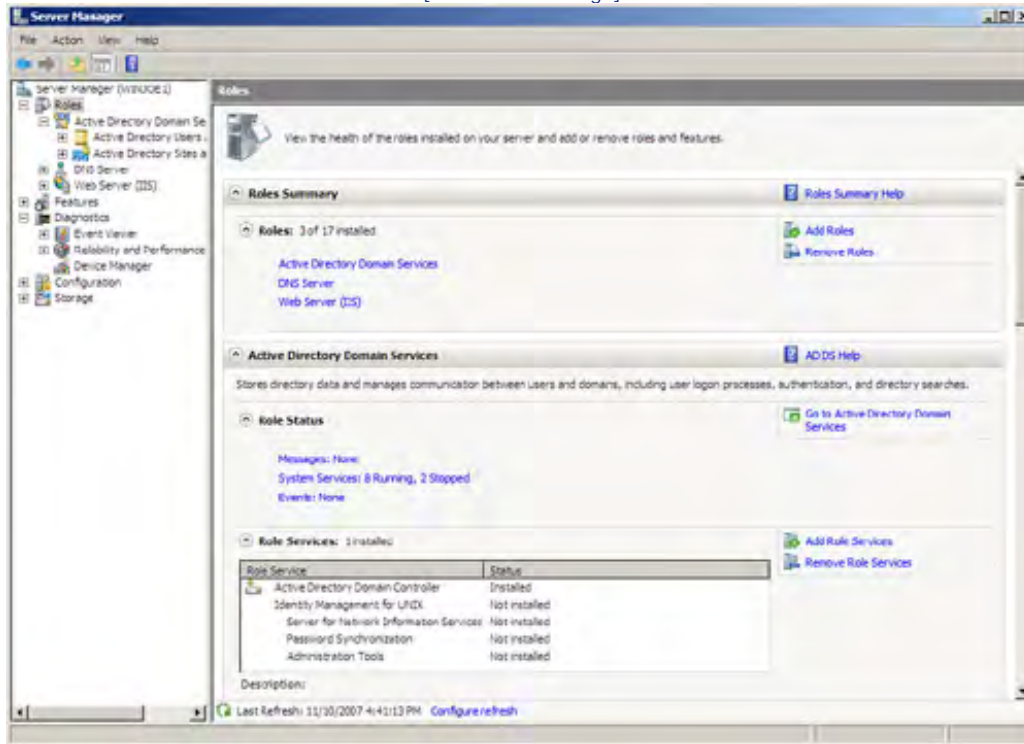 Server Manager
File Action View Help
Server Manager (WINUOE1)
Roles
Active Directory Domain Se
Active Directory Users
Active Directory Sites a
DNS Server
Web Server (IIS)
Features
Diagnostics
Event Viewer
Reliability and Performance
Device Manager
Configuration
Storage
Roles
View the health of the roles installed on your server and add or remove roles and features.
Roles Summary
Roles Summary Help
Roles: 3 of 17 installed
Add Roles
Remove Roles
Active Directory Domain Services
DNS Server
Web Server (IIS)
Active Directory Domain Services
AD DS Help
Stores directory data and manages communication between users and domains, including user logon processes, authentication, and directory searches.
Role Status
Go to Active Directory Domain
Services
Messages: None
System Services: 8 Running, 2 Stopped
Events: None
Role Services: 1 installed
Add Role Services
Remove Role Services
Role Service Status
Active Directory Domain Controller Installed
Identity Management for UNIX Not installed
Server for Network Information Services Not installed
Password Synchronization Not installed
Administration Tools Not installed
Description:
Last Refresh: 11/10/2007 4:41:13 PM Configure refresh